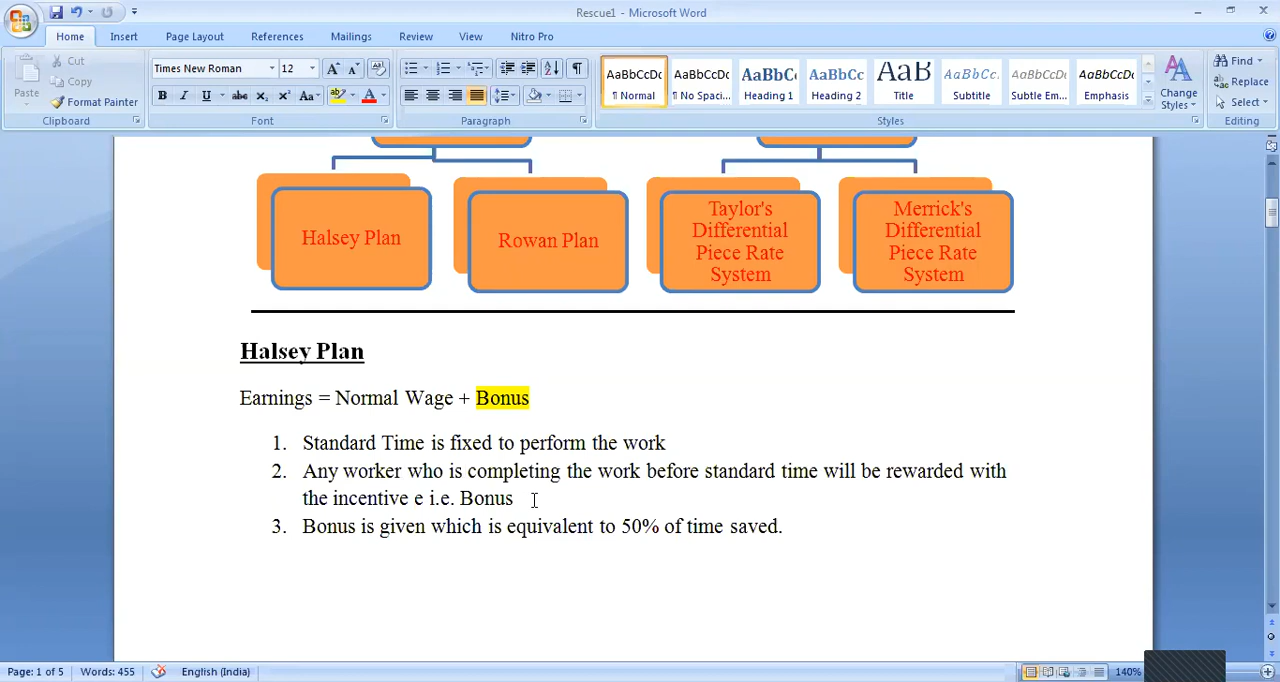 Rescue1 - Microsoft Word
Home Insert Page Layout References Mailings Review View Nitro Pro
Paste
Cut
Copy
Format Painter
Clipboard
Times New Roman 12
B I U abc X₂ X² Aa
Font
Paragraph
AaBbCcDc AaBbCcDc AaBbC AaBbCc AaB AaBbCc. AaBbCcDc AaBbCcDc
¶ Normal ¶ No Spaci... Heading 1 Heading 2 Title Subtitle Subtle Em... Emphasis
Change Styles
Styles
Find
Replace
Select
Editing
Halsey Plan
Rowan Plan
Taylor's
Differential
Piece Rate
System
Merrick's
Differential
Piece Rate
System
Halsey Plan
Earnings = Normal Wage + Bonus
1. Standard Time is fixed to perform the work
2. Any worker who is completing the work before standard time will be rewarded with
the incentive e i.e. Bonus
3. Bonus is given which is equivalent to 50% of time saved.
Page: 1 of 5 Words: 455 English (India) 140%